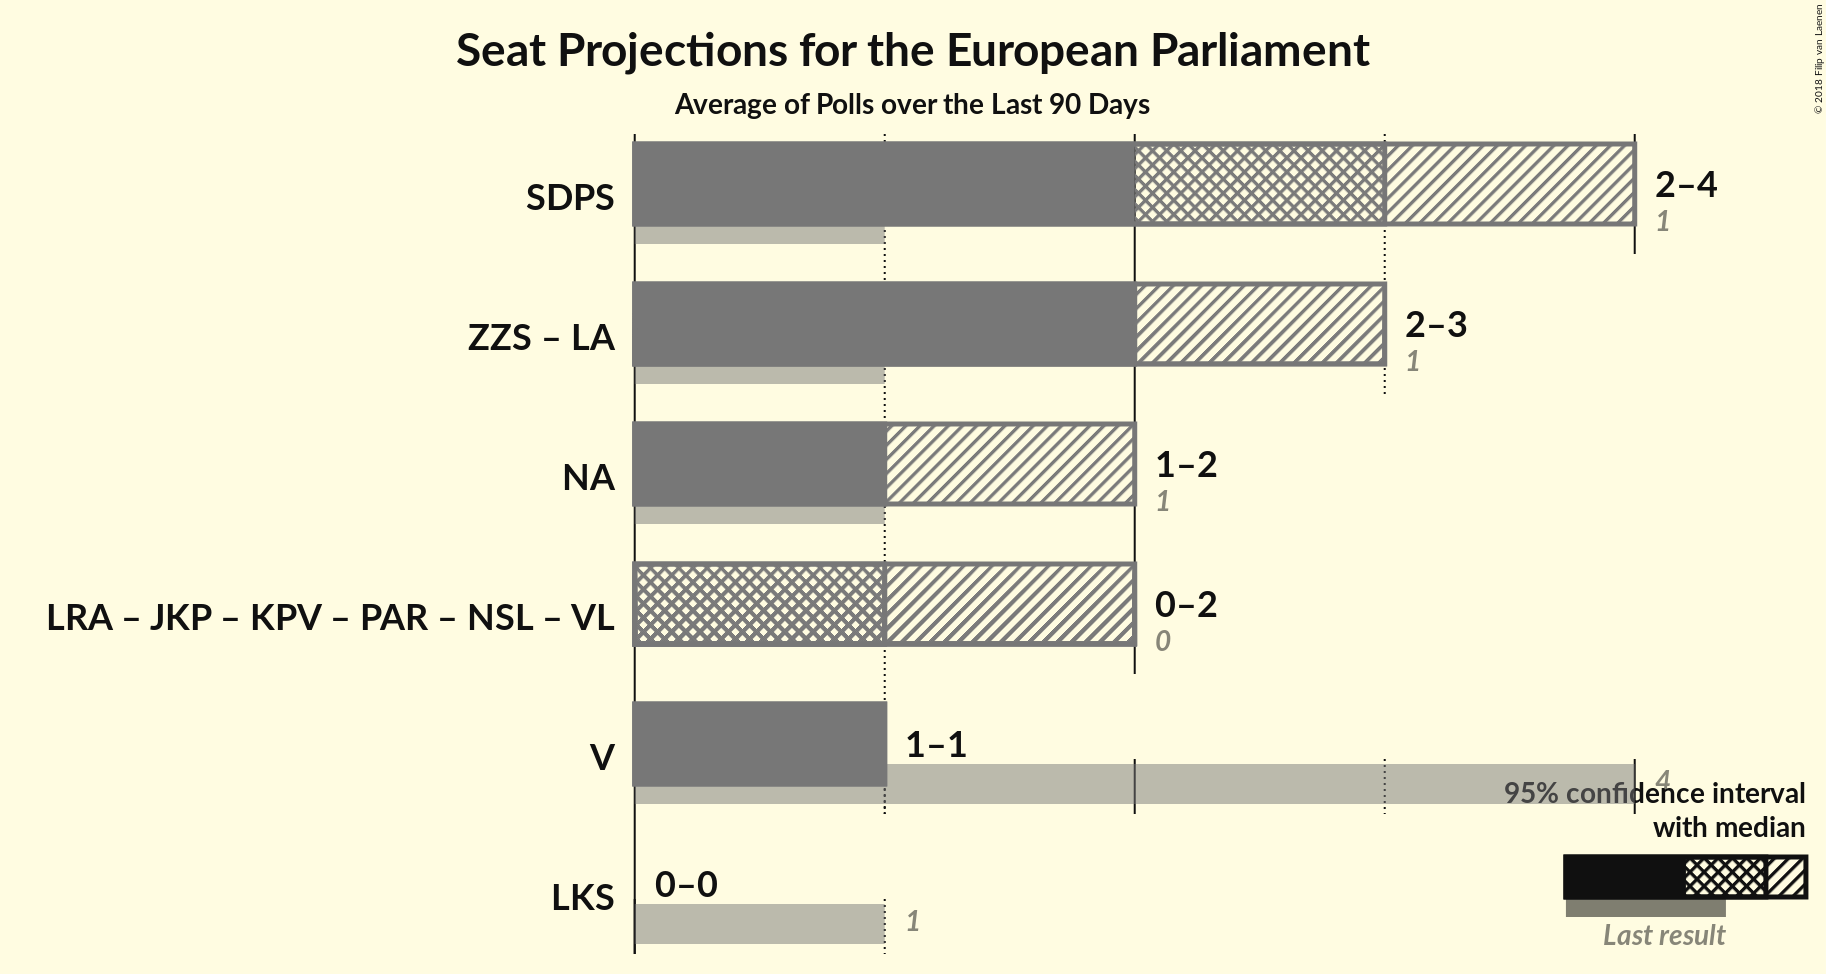 Seat Projections for the European Parliament
Average of Polls over the Last 90 Days
© 2018 Filip van Laenen
SDPS
2–4
1
ZZS – LA
2–3
1
NA
1–2
1
LRA – JKP – KPV – PAR – NSL – VL
0–2
0
V
1–1
4
LKS
0–0
1
95% confidence interval
with median
Last result